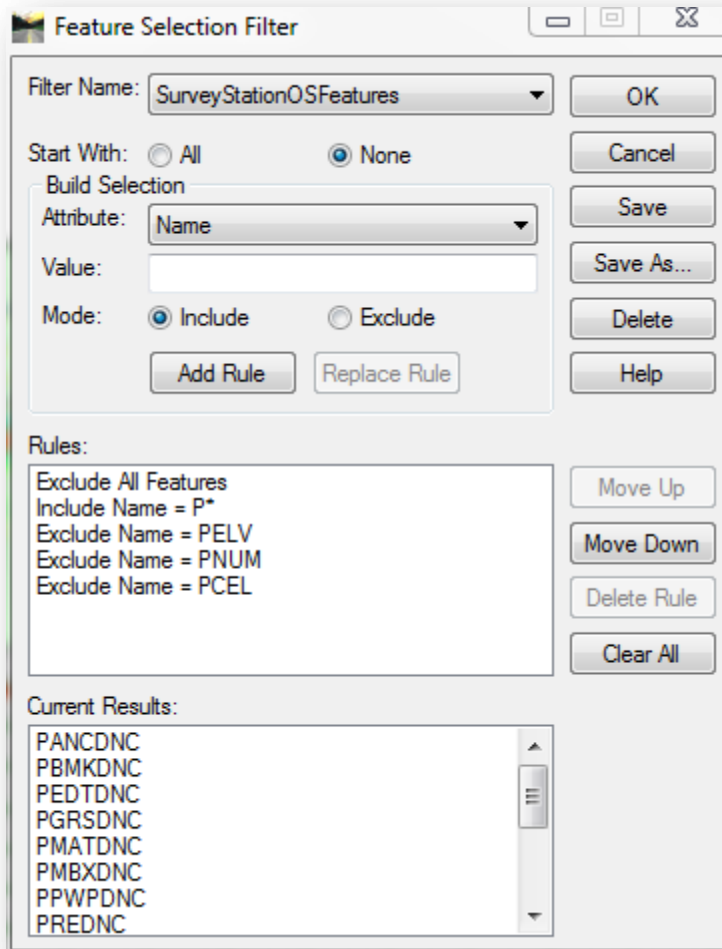 Feature Selection Filter
Filter Name: SurveyStationOSFeatures OK
Start With: All None Cancel
Build Selection
Attribute: Name Save
Value: Save As...
Mode: Include Exclude Delete
Add Rule Replace Rule Help
Rules:
Exclude All Features
Include Name = P*
Exclude Name = PELV
Exclude Name = PNUM
Exclude Name = PCEL
Move Up
Move Down
Delete Rule
Clear All
Current Results:
PANCDNC
PBMKDNC
PEDTDNC
PGRSDNC
PMATDNC
PMBXDNC
PPWPDNC
PREDNC